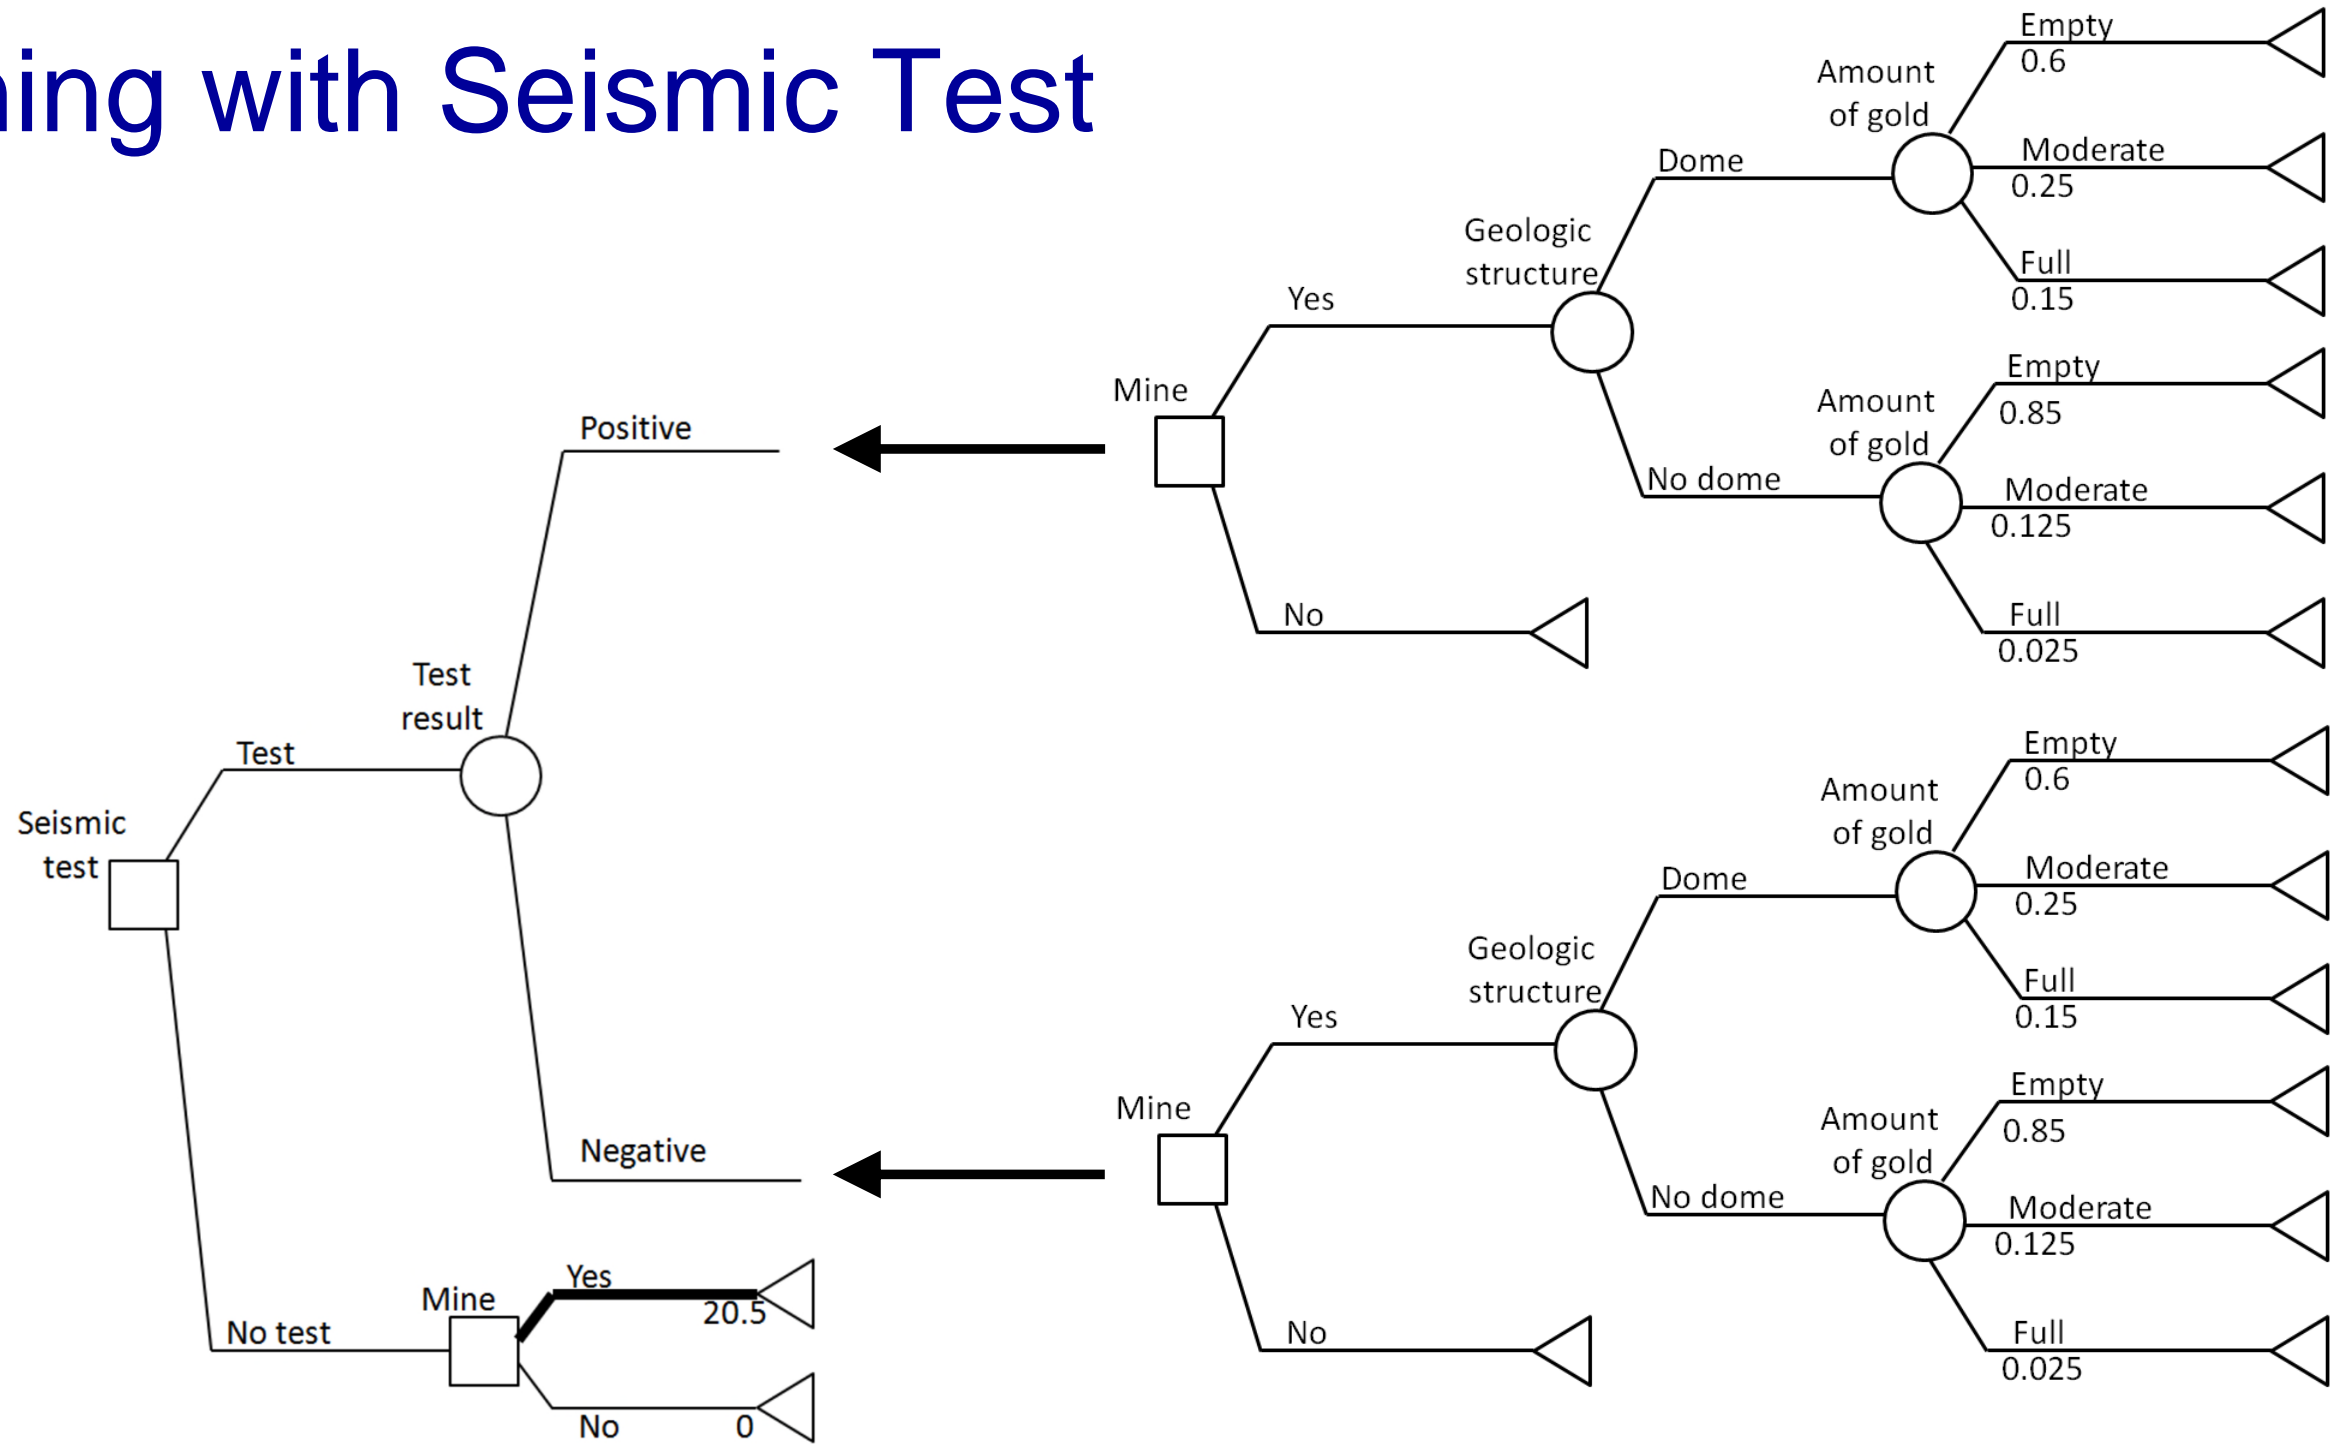 ning with Seismic Test
Empty
0.6
Amount
of gold
Moderate
0.25
Dome
Full
0.15
Geologic
structure
Yes
Empty
0.85
Amount
of gold
Mine
Moderate
0.125
No dome
Full
0.025
No
Positive
Test
result
Test
Seismic
test
Empty
0.6
Amount
of gold
Moderate
0.25
Dome
Full
0.15
Geologic
structure
Yes
Empty
0.85
Amount
of gold
Mine
Moderate
0.125
No dome
Full
0.025
No
Negative
Yes
20.5
Mine
No test
No
0